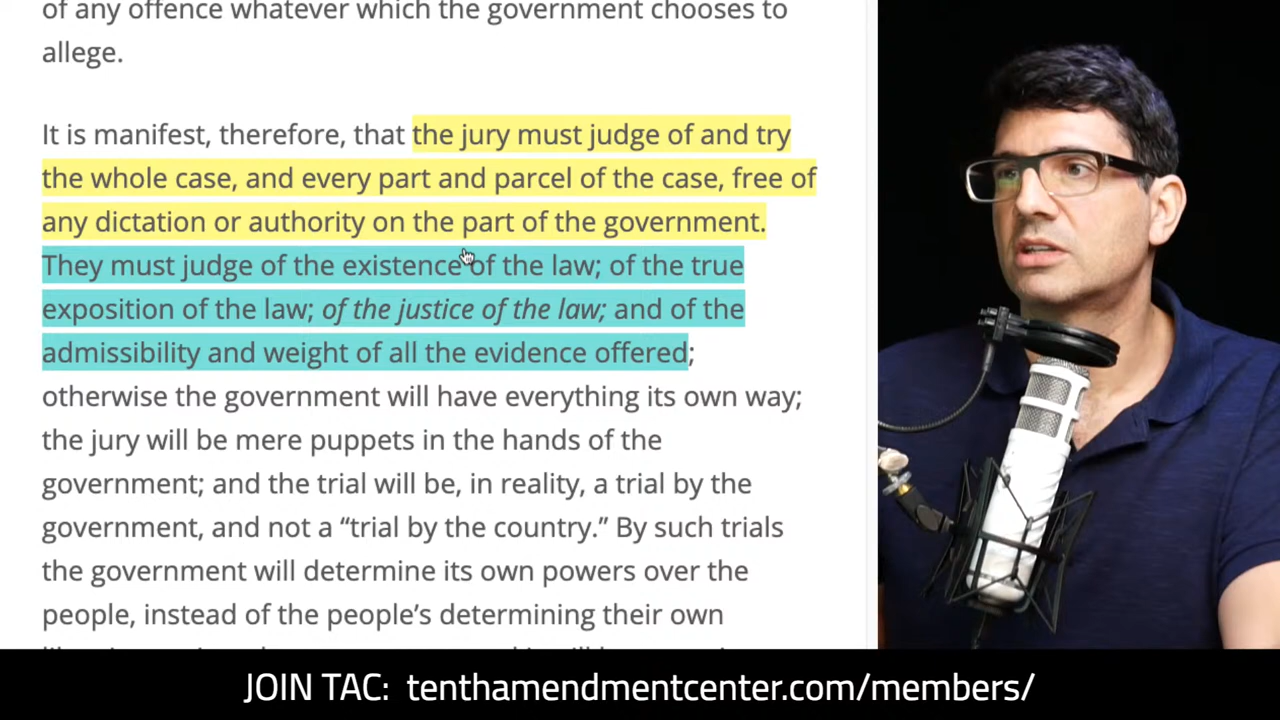 of any offence whatever which the government chooses to
allege.
It is manifest, therefore, that the jury must judge of and try
the whole case, and every part and parcel of the case, free of
any dictation or authority on the part of the government.
They must judge of the existence of the law; of the true
exposition of the law; of the justice of the law; and of the
admissibility and weight of all the evidence offered;
otherwise the government will have everything its own way;
the jury will be mere puppets in the hands of the
government; and the trial will be, in reality, a trial by the
government, and not a “trial by the country.” By such trials
the government will determine its own powers over the
people, instead of the people’s determining their own
JOIN TAC: tenthamendmentcenter.com/members/